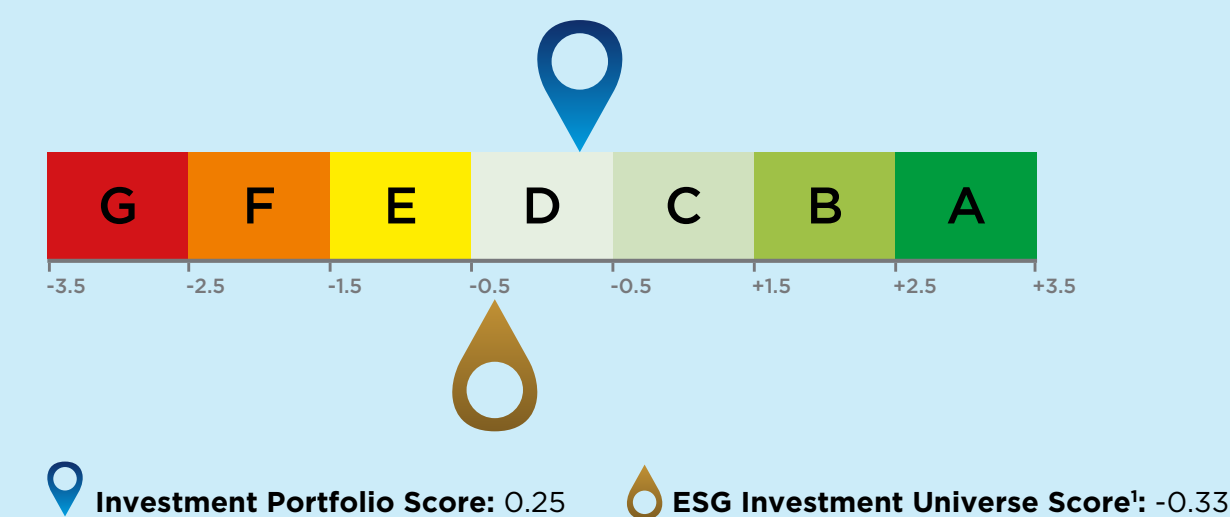 G F E D C B A
-3.5 -2.5 -1.5 -0.5 -0.5 +1.5 +2.5 +3.5
Investment Portfolio Score: 0.25 ESG Investment Universe Score¹: -0.33